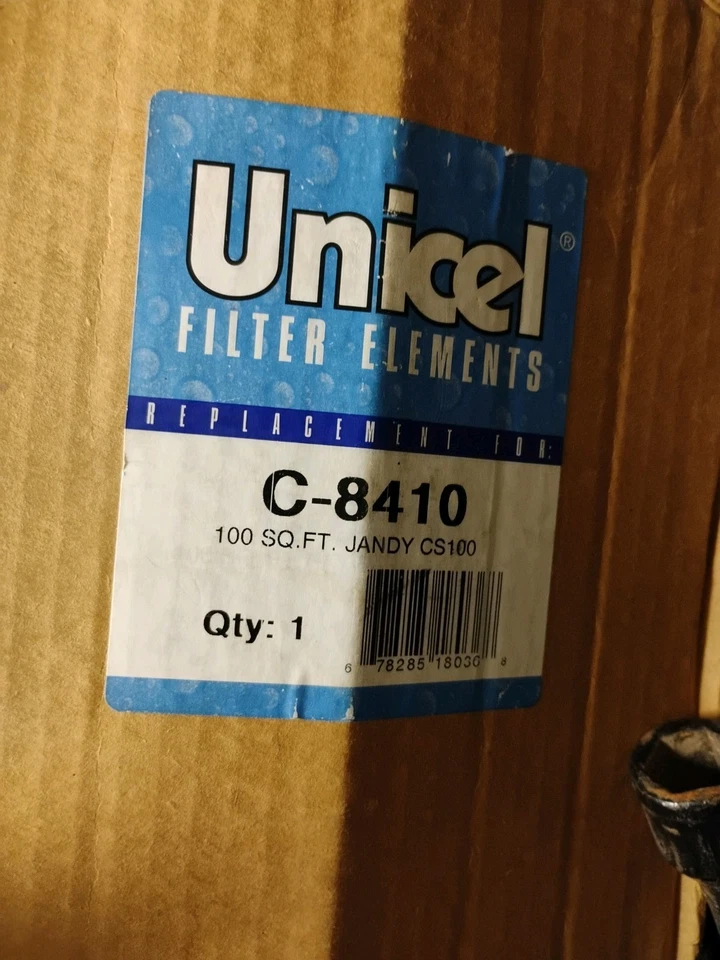 Unicel®
FILTER ELEMENTS
REPLACEMENT FOR:
C-8410
100 SQ.FT. JANDY CS100
Qty: 1
6 78285 18030 8